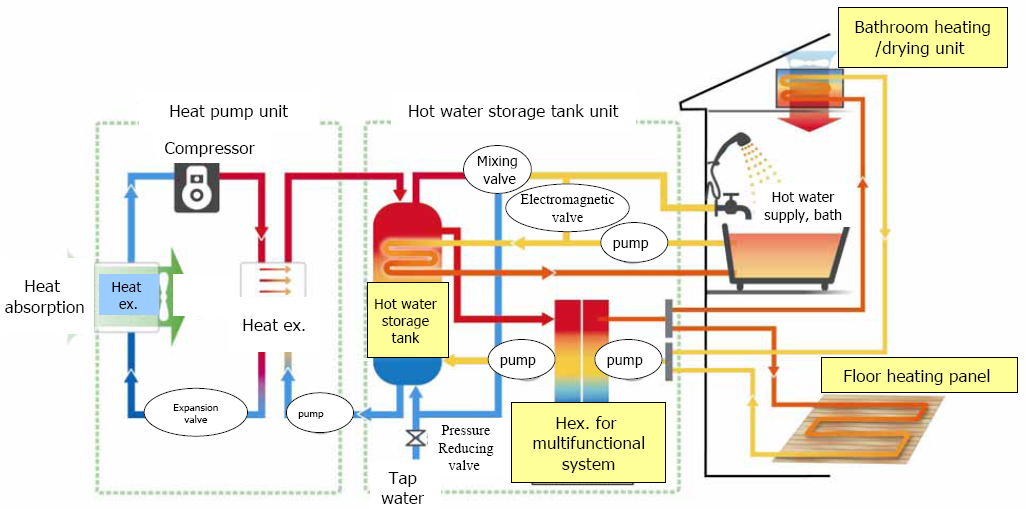 Bathroom heating
/drying unit
Heat pump unit
Hot water storage tank unit
Compressor
Mixing
valve
Electromagnetic
valve
pump
Hot water
supply, bath
Heat
absorption
Heat
ex.
Heat ex.
Hot water
storage
tank
pump
pump
Floor heating panel
Expansion
valve
pump
Pressure
Reducing
valve
Hex. for
multifunctional
system
Tap
water